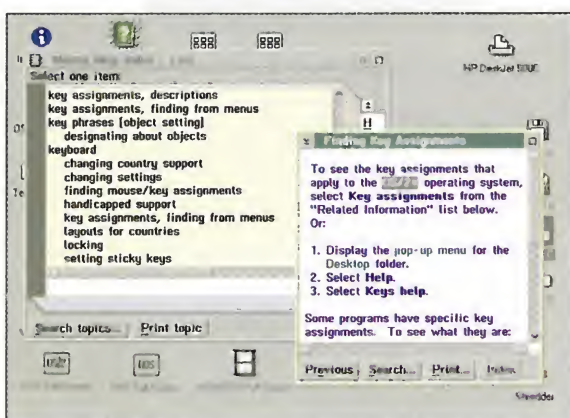 HP DeskJet 500C
Select one item:
key assignments, descriptions
key assignments, finding from menus
key phrases [object setting]
designating about objects
keyboard
changing country support
changing settings
finding mouse/key assignments
handicapped support
key assignments, finding from menus
layouts for countries
locking
setting sticky keys
Search topics... Print topic
H
Finding Key Assignments
To see the key assignments that
apply to the operating system,
select Key assignments from the
"Related Information" list below.
Or:
1. Display the pop-up menu for the
Desktop folder.
2. Select Help.
3. Select Keys help.
Some programs have specific key
assignments. To see what they are:
Previous Search... Print... Index
Shredder